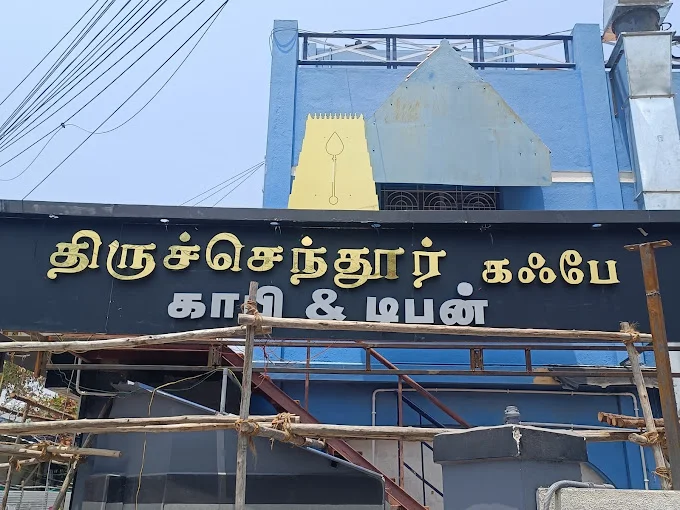 திருச்செந்தூர் கஃபே
காபி & டிபன்